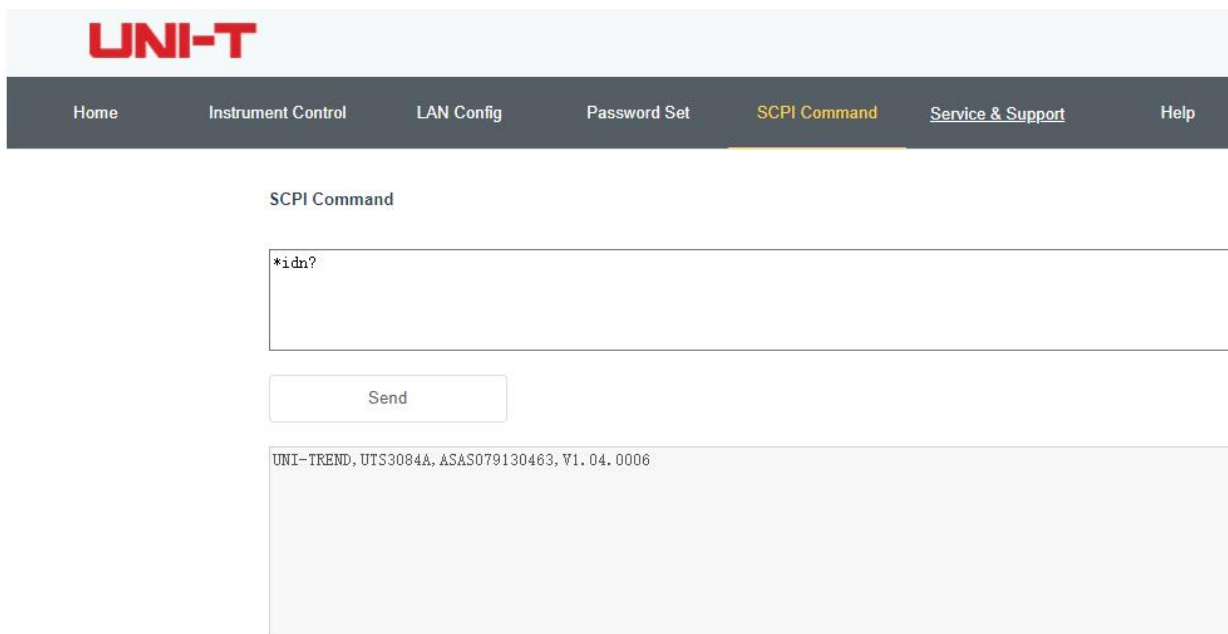 UNI-T
Home Instrument Control LAN Config Password Set SCPI Command Service & Support Help
SCPI Command
*idn?
Send
UNI-TREND,UTS3084A,ASAS079130463,V1.04.0006